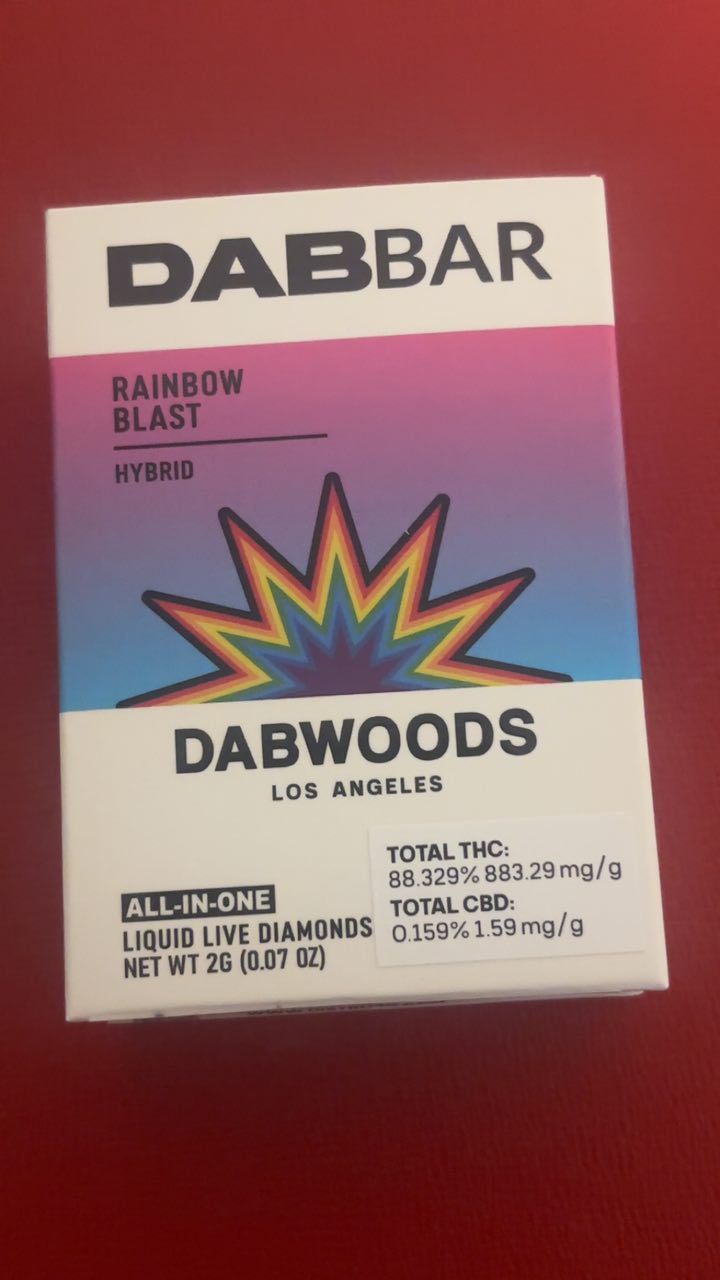 DABBAR
RAINBOW
BLAST
HYBRID
DABWOODS
LOS ANGELES
TOTAL THC:
88.329% 883.29 mg/g
TOTAL CBD:
0.159% 1.59 mg/g
ALL-IN-ONE
LIQUID LIVE DIAMONDS
NET WT 2G (0.07 OZ)